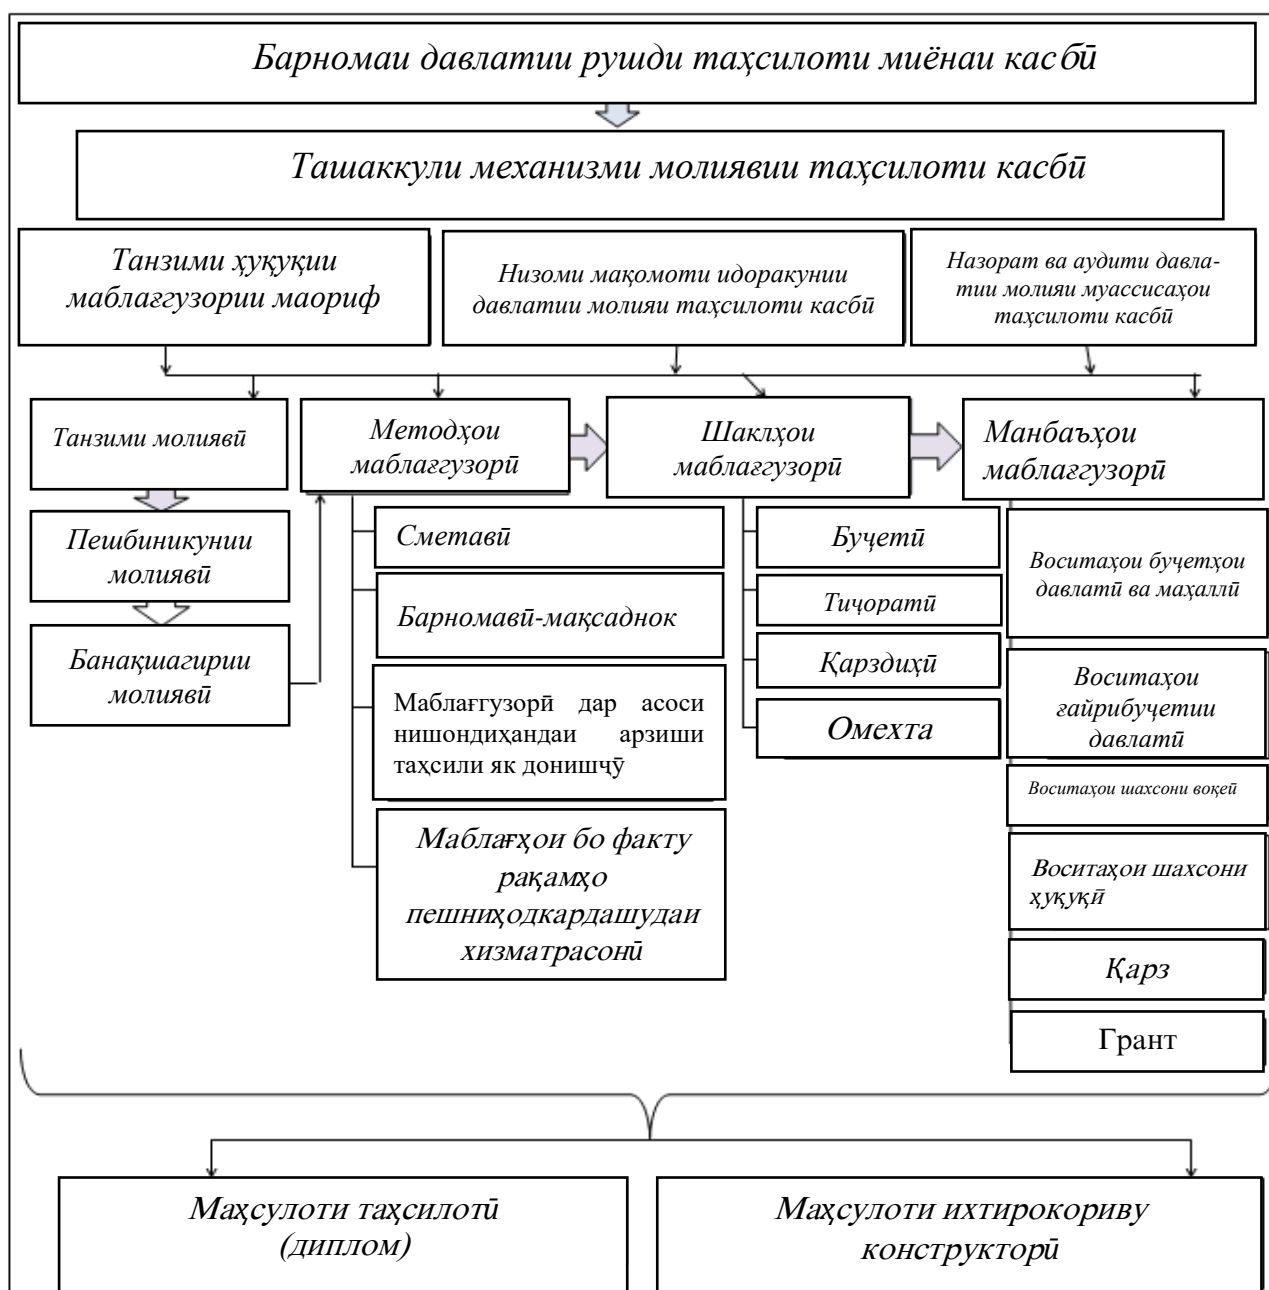 Барномаи давлатии рушди таҳсилоти миёнаи касбӣ
Ташаккули механизми молиявии таҳсилоти касбӣ
Танзими ҳуқуқии
маблағгузории маориф
Низоми мақомоти идоракунии
давлатии молияи таҳсилоти касбӣ
Назорат ва аудити давла-
тии молияи муассисаҳои
таҳсилоти касбӣ
Танзими молиявӣ
Методҳои
маблағгузорӣ
Шаклҳои
маблағгузорӣ
Манбаъҳои
маблағгузорӣ
Пешбиникунии
молиявӣ
Банақшагирии
молиявӣ
Сметавӣ
Барномавӣ-мақсаднок
Маблағгузорӣ дар асоси
нишондиҳандаи арзиши
таҳсили як донишҷӯ
Маблағҳои бо факту
рақамҳо
пешниҳодкардашудаи
хизматрасонӣ
Буҷетӣ
Тиҷоратӣ
Қарздиҳӣ
Омехта
Воситаҳои буҷетҳои
давлатӣ ва маҳаллӣ
Воситаҳои
ғайрибуҷетии
давлатӣ
Воситаҳои шахсони воқеӣ
Воситаҳои шахсони
ҳуқуқӣ
Қарз
Грант
Маҳсулоти таҳсилотӣ
(диплом)
Маҳсулоти ихтирокориву
конструкторӣ